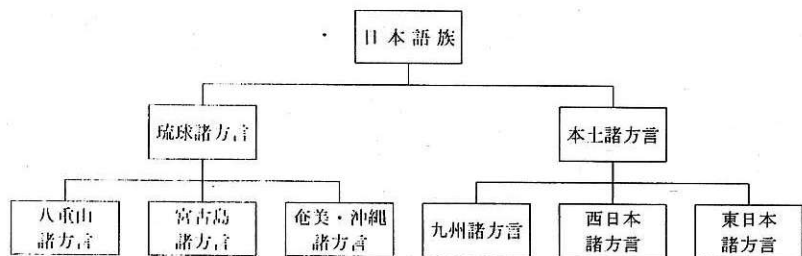 日本語族
琉球諸方言
本土諸方言
八重山
諸方言
宮古島
諸方言
奄美・沖縄
諸方言
九州諸方言
西日本
諸方言
東日本
諸方言